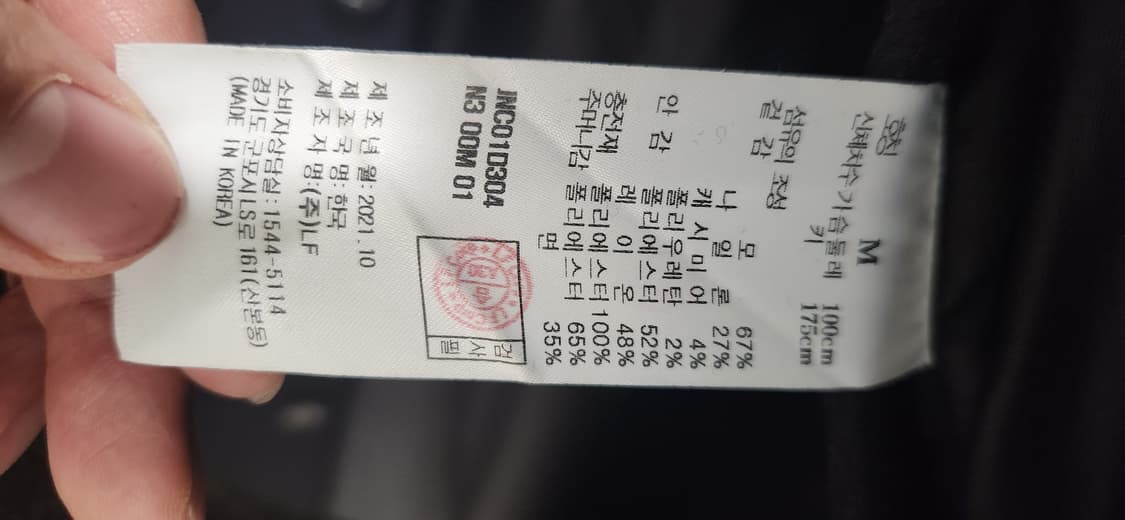 호칭 M
신체치수 가슴둘레 100cm
키 175cm
섬유의 조성
겉감 모 67%
나일론 27%
캐시미어 4%
폴리우레탄 2%
안감 폴리에스터 52%
레이온 48%
충전재 폴리에스터 100%
주머니감 폴리에스터 65%
면 35%
JNC01D304
N3 00M 01
검사필
제조년월: 2021. 10
제조국명: 한국
제조자명:(주)LF
소비자상담실: 1544-5114
경기도 군포시 LS로 161(산본동)
(MADE IN KOREA)